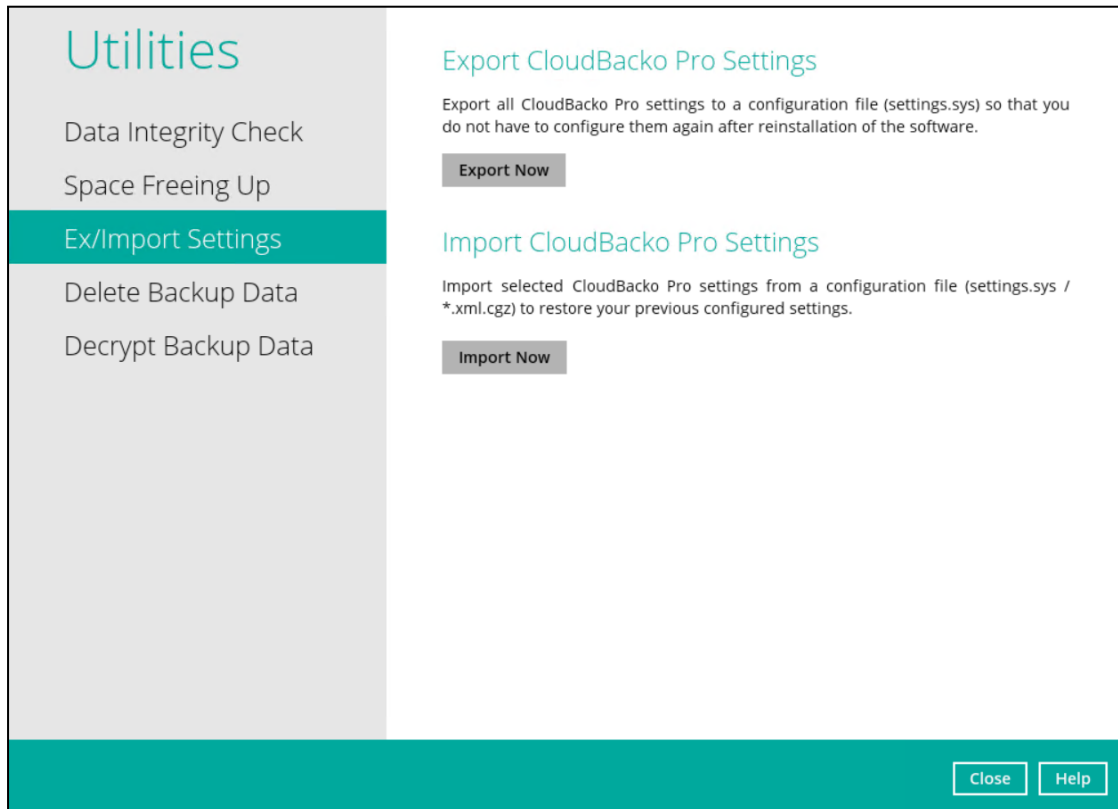 Utilities
Data Integrity Check
Space Freeing Up
Ex/Import Settings
Delete Backup Data
Decrypt Backup Data
Export CloudBacko Pro Settings
Export all CloudBacko Pro settings to a configuration file (settings.sys) so that you
do not have to configure them again after reinstallation of the software.
Export Now
Import CloudBacko Pro Settings
Import selected CloudBacko Pro settings from a configuration file (settings.sys /
*.xml.cgz) to restore your previous configured settings.
Import Now
Close
Help